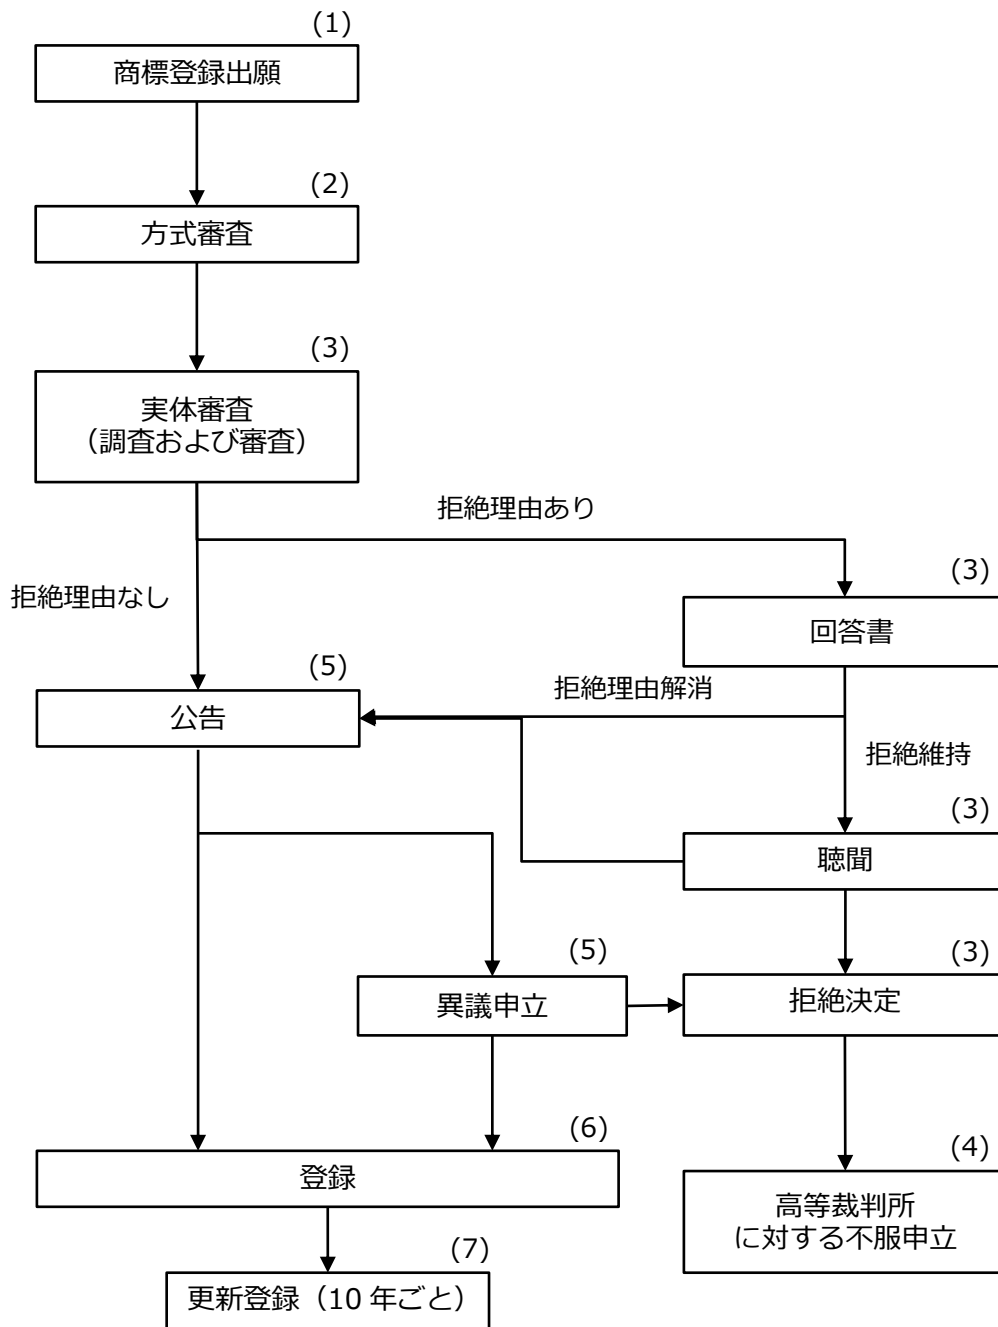 (1)
商標登録出願
(2)
方式審査
(3)
実体審査
（調査および審査）
拒絶理由あり
拒絶理由なし
(3)
回答書
(5)
公告
拒絶理由解消
拒絶維持
(3)
聴聞
(5)
異議申立
(3)
拒絶決定
(6)
登録
(4)
高等裁判所
に対する不服申立
(7)
更新登録（10 年ごと）